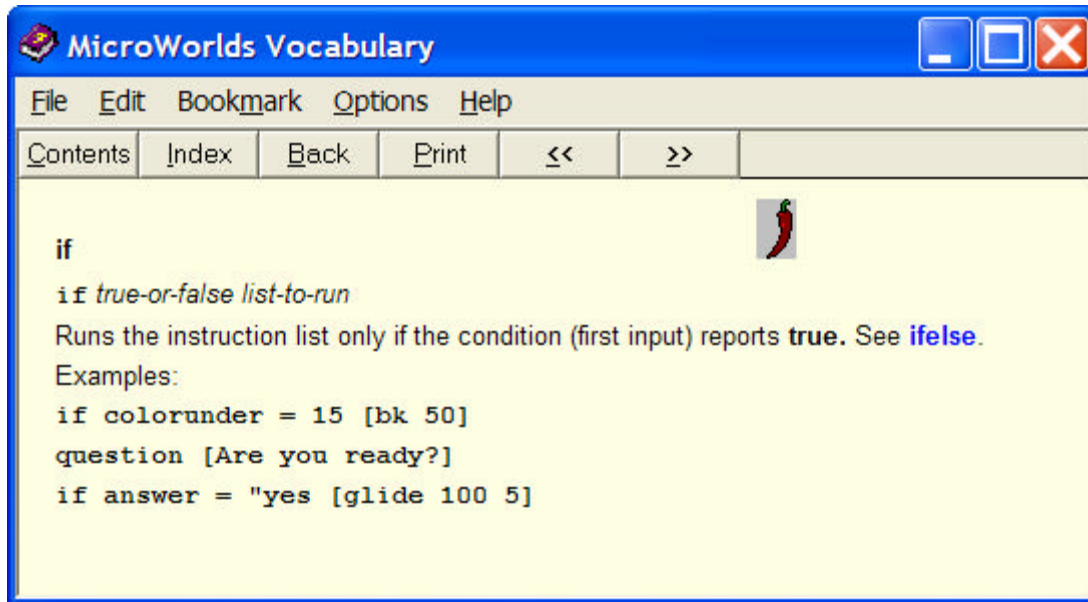 MicroWorlds Vocabulary
File Edit Bookmark Options Help
Contents Index Back Print << >>
if
if true-or-false list-to-run
Runs the instruction list only if the condition (first input) reports true. See ifelse.
Examples:
if colorunder = 15 [bk 50]
question [Are you ready?]
if answer = "yes [glide 100 5]